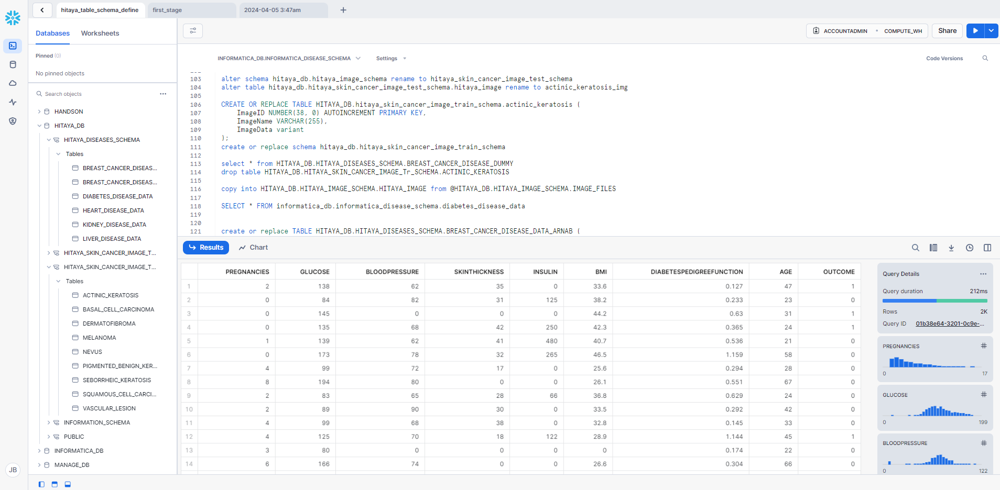 hitaya_table_schema_define
first_stage
2024-04-05 3:47am
Databases
Worksheets
Pinned (0)
No pinned objects
Search objects
HANDSON
HITAYA_DB
HITAYA_DISEASES_SCHEMA
Tables
BREAST_CANCER_DISEAS...
BREAST_CANCER_DISEAS...
DIABETES_DISEASE_DATA
HEART_DISEASE_DATA
KIDNEY_DISEASE_DATA
LIVER_DISEASE_DATA
HITAYA_SKIN_CANCER_IMAGE_T...
HITAYA_SKIN_CANCER_IMAGE_T...
Tables
ACTINIC_KERATOSIS
BASAL_CELL_CARCINOMA
DERMATOFIBROMA
MELANOMA
NEVUS
PIGMENTED_BENIGN_KER...
SEBORRHEIC_KERATOSIS
SQUAMOUS_CELL_CARCI...
VASCULAR_LESION
INFORMATION_SCHEMA
PUBLIC
INFORMATICA_DB
MANAGE_DB
JB
ACCOUNTADMIN • COMPUTE_WH
Share
INFORMATICA_DB.INFORMATICA_DISEASE_SCHEMA
Settings
Code Versions
103 alter schema hitaya_db.hitaya_image_schema rename to hitaya_skin_cancer_image_test_schema
104 alter table hitaya_db.hitaya_skin_cancer_image_test_schema.hitaya_image rename to actinic_keratosis_img
105
106 CREATE OR REPLACE TABLE HITAYA_DB.hitaya_skin_cancer_image_train_schema.actinic_keratosis (
107 ImageID NUMBER(38, 0) AUTOINCREMENT PRIMARY KEY,
108 ImageName VARCHAR(255),
109 ImageData variant
110 );
111 create or replace schema hitaya_db.hitaya_skin_cancer_image_train_schema
112
113 select * from HITAYA_DB.HITAYA_DISEASES_SCHEMA.BREAST_CANCER_DISEASE_DUMMY
114 drop table HITAYA_DB.HITAYA_SKIN_CANCER_IMAGE_Tr_SCHEMA.ACTINIC_KERATOSIS
115
116 copy into HITAYA_DB.HITAYA_IMAGE_SCHEMA.HITAYA_IMAGE from @HITAYA_DB.HITAYA_IMAGE_SCHEMA.IMAGE_FILES
117
118 SELECT * FROM informatica_db.informatica_disease_schema.diabetes_disease_data
119
120
121 create or replace TABLE HITAYA_DB.HITAYA_DISEASES_SCHEMA.BREAST_CANCER_DISEASE_DATA_ARNAB (
Results
Chart
PREGNANCIES GLUCOSE BLOODPRESSURE SKINTHICKNESS INSULIN BMI DIABETESPEDIGREEFUNCTION AGE OUTCOME
1 2 138 62 35 0 33.6 0.127 47 1
2 0 84 82 31 125 38.2 0.233 23 0
3 0 145 0 0 0 44.2 0.63 31 1
4 0 135 68 42 250 42.3 0.365 24 1
5 1 139 62 41 480 40.7 0.536 21 0
6 0 173 78 32 265 46.5 1.159 58 0
7 4 99 72 17 0 25.6 0.294 28 0
8 8 194 80 0 0 26.1 0.551 67 0
9 2 83 65 28 66 36.8 0.629 24 0
10 2 89 90 30 0 33.5 0.292 42 0
11 4 99 68 38 0 32.8 0.145 33 0
12 4 125 70 18 122 28.9 1.144 45 1
13 3 80 0 0 0 0 0.174 22 0
14 6 166 74 0 0 26.6 0.304 66 0
Query Details
Query duration 212ms
Rows 2K
Query ID 01b38e64-3201-0c9e-...
PREGNANCIES
0 17
GLUCOSE
0 199
BLOODPRESSURE
0 122